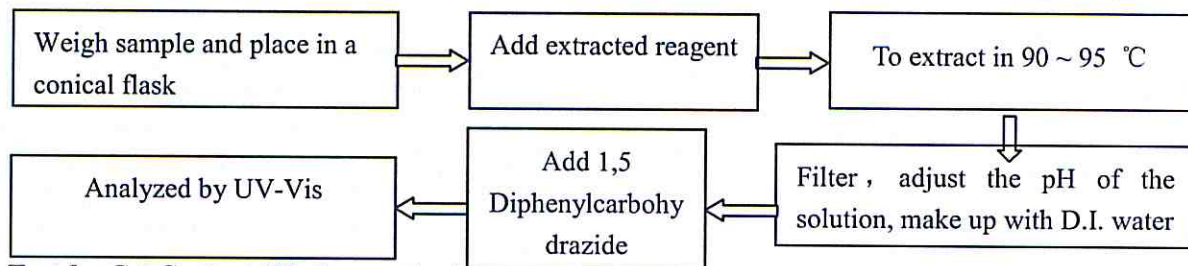 Weigh sample and place in a
conical flask
Add extracted reagent
To extract in 90 ~ 95 ℃
Filter， adjust the pH of the
solution, make up with D.I. water
Add 1,5
Diphenylcarbohy
drazide
Analyzed by UV-Vis